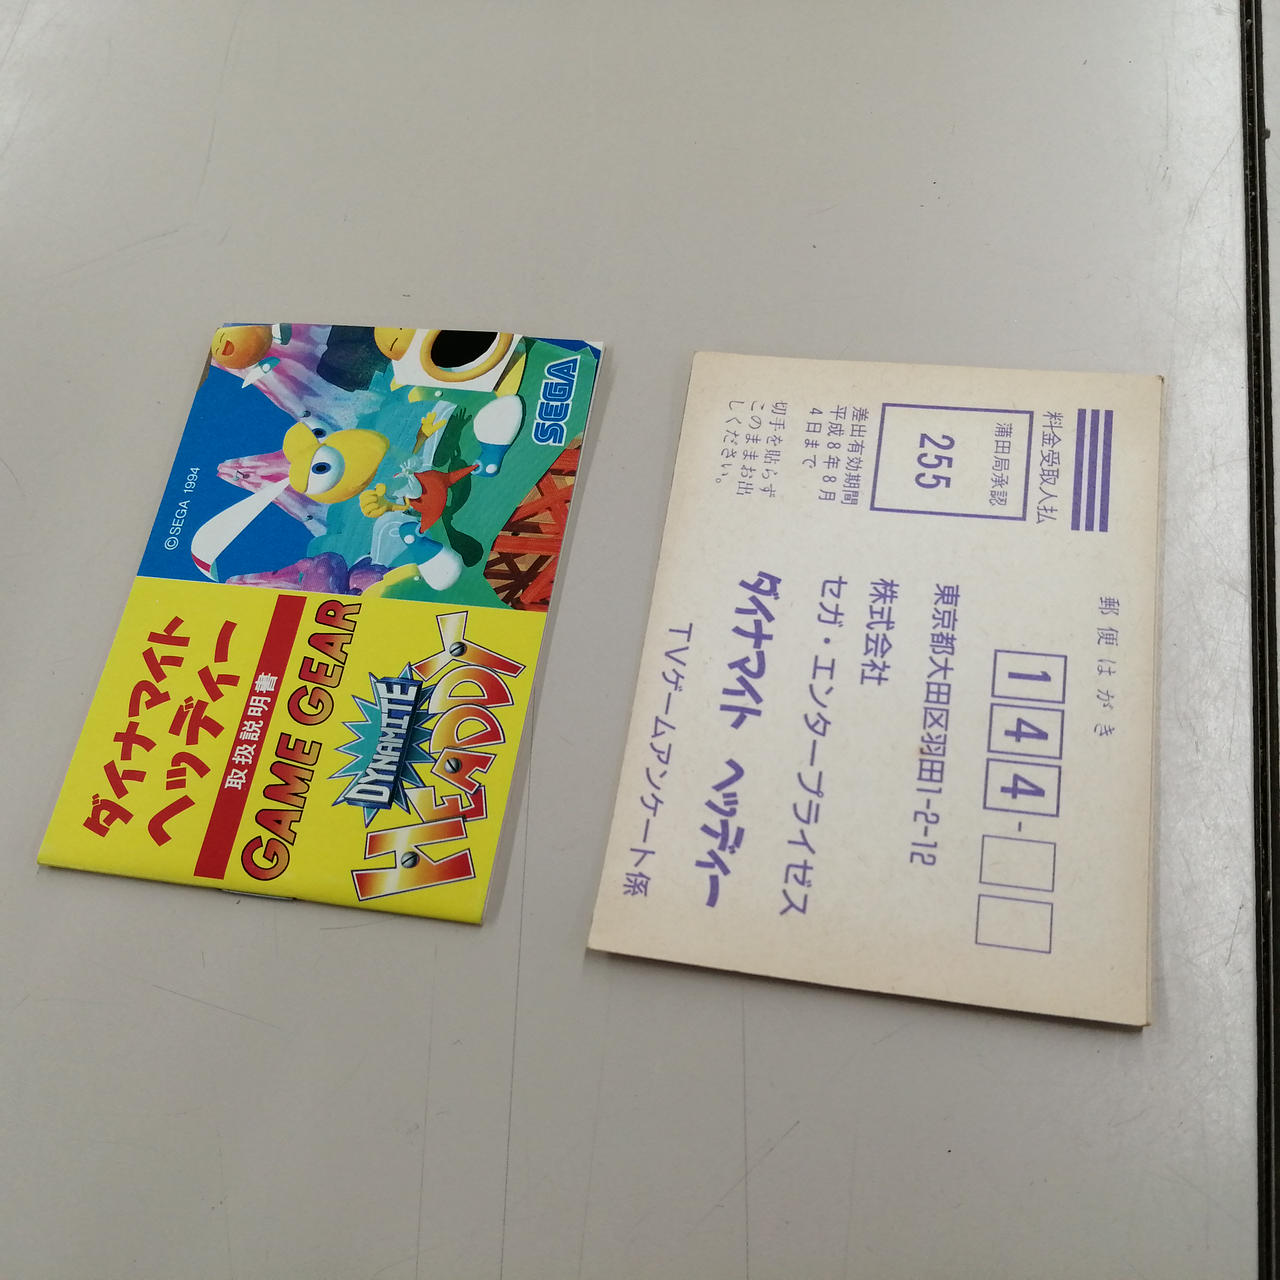 SEGA
©SEGA 1994
ダイナマイト
ヘッディー
取扱説明書
GAME GEAR
DYNAMITE
HEADDY
料金受取人払
蒲田局承認
255
差出有効期間
平成8年8月
4日まで
切手を貼らず
このままお出
しください。
郵便はがき
144-
東京都大田区羽田1-2-12
株式会社
セガ・エンタープライゼス
ダイナマイト ヘッディー
TVゲームアンケート係